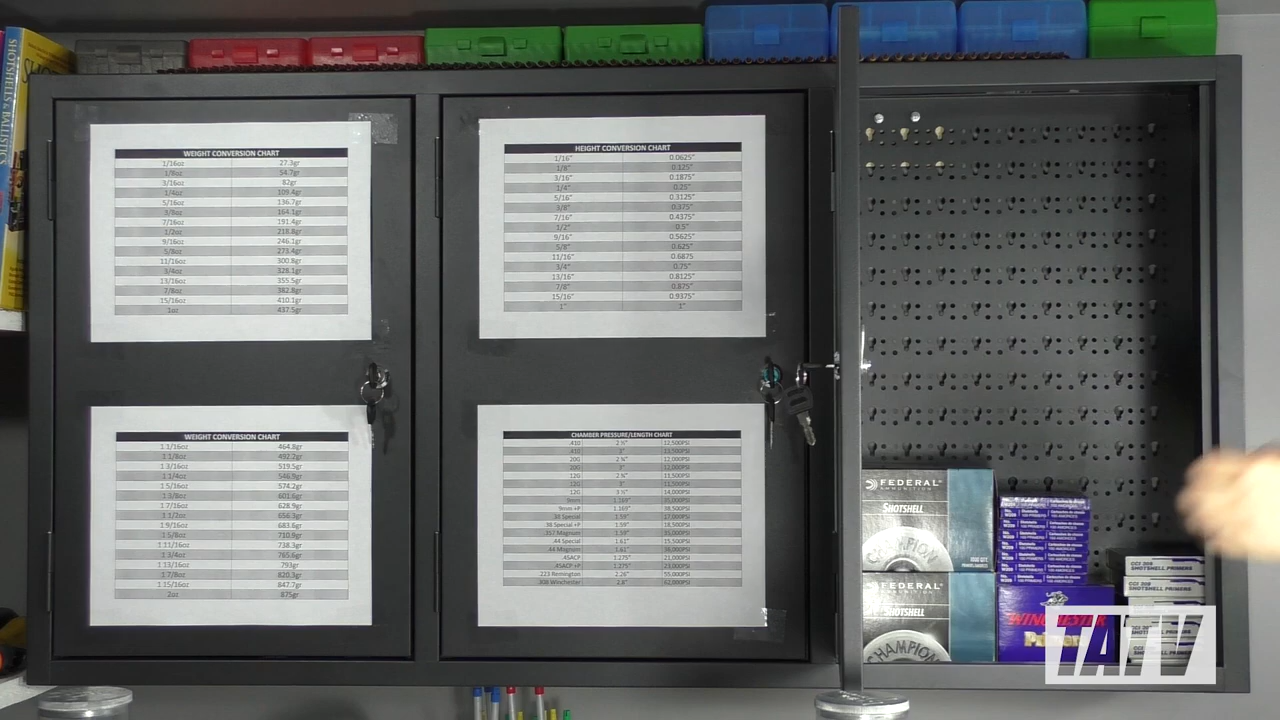 SHOTSHELLS & BALLISTICS
WEIGHT CONVERSION CHART
1/16oz 27.3gr
1/8oz 54.7gr
3/16oz 82gr
1/4oz 109.4gr
5/16oz 136.7gr
3/8oz 164.1gr
7/16oz 191.4gr
1/2oz 218.8gr
9/16oz 246.1gr
5/8oz 273.4gr
11/16oz 300.8gr
3/4oz 328.1gr
13/16oz 355.5gr
7/8oz 382.8gr
15/16oz 410.1gr
1oz 437.5gr
HEIGHT CONVERSION CHART
1/16" 0.0625"
1/8" 0.125"
3/16" 0.1875"
1/4" 0.25"
5/16" 0.3125"
3/8" 0.375"
7/16" 0.4375"
1/2" 0.5"
9/16" 0.5625"
5/8" 0.625"
11/16" 0.6875
3/4" 0.75"
13/16" 0.8125"
7/8" 0.875"
15/16" 0.9375"
1" 1"
WEIGHT CONVERSION CHART
1 1/16oz 464.8gr
1 1/8oz 492.2gr
1 3/16oz 519.5gr
1 1/4oz 546.9gr
1 5/16oz 574.2gr
1 3/8oz 601.6gr
1 7/16oz 628.9gr
1 1/2oz 656.3gr
1 9/16oz 683.6gr
1 5/8oz 710.9gr
1 11/16oz 738.3gr
1 3/4oz 765.6gr
1 13/16oz 793gr
1 7/8oz 820.3gr
1 15/16oz 847.7gr
2oz 875gr
CHAMBER PRESSURE/LENGTH CHART
.410 2 ½" 12,500PSI
.410 3" 13,500PSI
20G 2 ¾" 12,000PSI
20G 3" 12,000PSI
12G 2 ¾" 11,500PSI
12G 3" 11,500PSI
12G 3 ½" 14,000PSI
9mm 1.169" 35,000PSI
9mm +P 1.169" 38,500PSI
.38 Special 1.59" 17,000PSI
.38 Special +P 1.59" 18,500PSI
.357 Magnum 1.59" 35,000PSI
.44 Special 1.61" 15,500PSI
.44 Magnum 1.61" 36,000PSI
.45ACP 1.275" 21,000PSI
.45ACP +P 1.275" 23,000PSI
.223 Remington 2.26" 55,000PSI
.308 Winchester 2.8" 62,000PSI
FEDERAL
AMMUNITION
SHOTSHELL
CHAMPION
FEDERAL
AMMUNITION
SHOTSHELL
CHAMPION
WINCHESTER
CCI 209
SHOTSHELL PRIMERS
CCI 209
SHOTSHELL PRIMERS
TATV